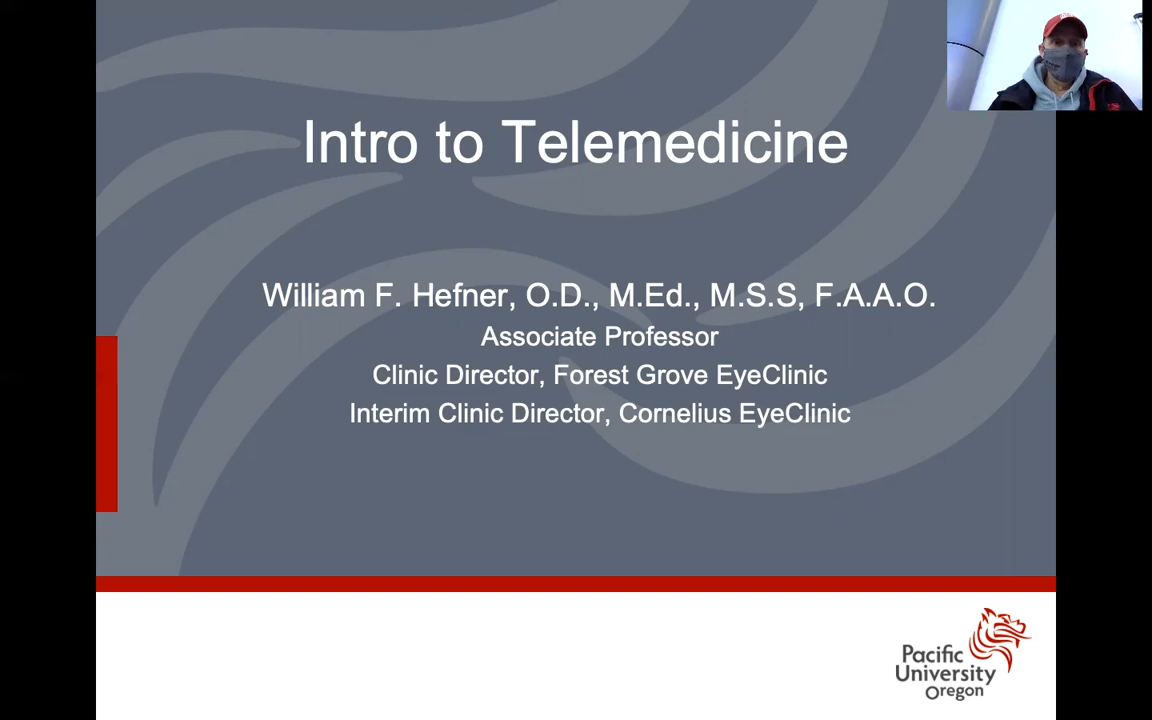 Intro to Telemedicine
William F. Hefner, O.D., M.Ed., M.S.S, F.A.A.O.
Associate Professor
Clinic Director, Forest Grove EyeClinic
Interim Clinic Director, Cornelius EyeClinic
Pacific
University
Oregon